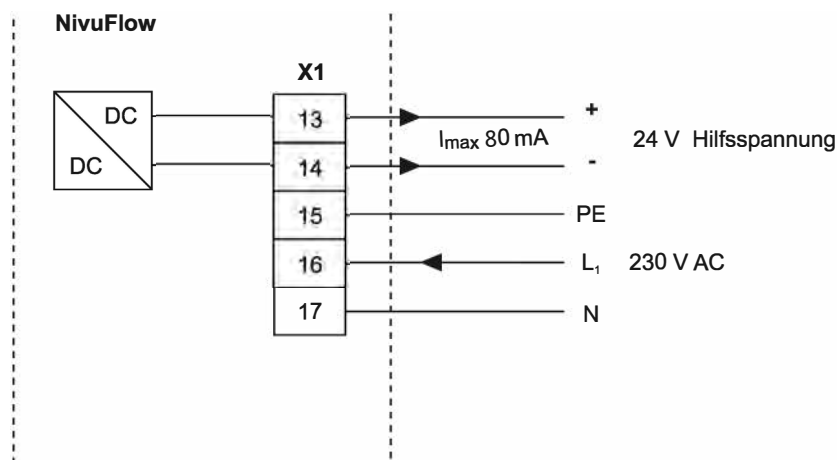 NivuFlow
X1
DC
DC
13
14
15
16
17
+
Imax 80 mA
-
24 V Hilfsspannung
PE
L1 230 V AC
N